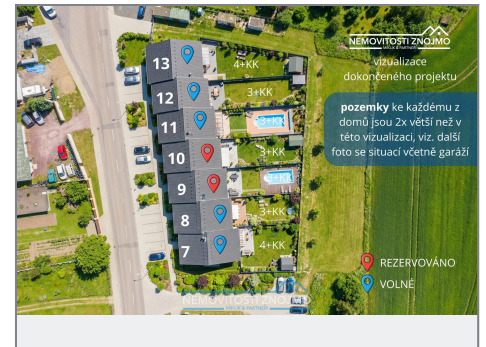 NEMOVITOSTI ZNOJMO
vizualizace
dokončeného projektu
pozemky ke každému z
domů jsou 2x větší než v
této vizualizaci, viz. další
foto se situací včetně garáží
13
4+KK
12
3+KK
11
3+KK
10
3+KK
9
3+KK
8
3+KK
7
4+KK
REZERVOVÁNO
VOLNÉ
NEMOVITOSTI ZNOJMO